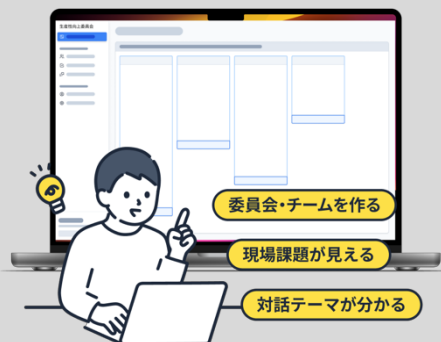 生産性向上委員会
委員会・チームを作る
現場課題が見える
対話テーマが分かる